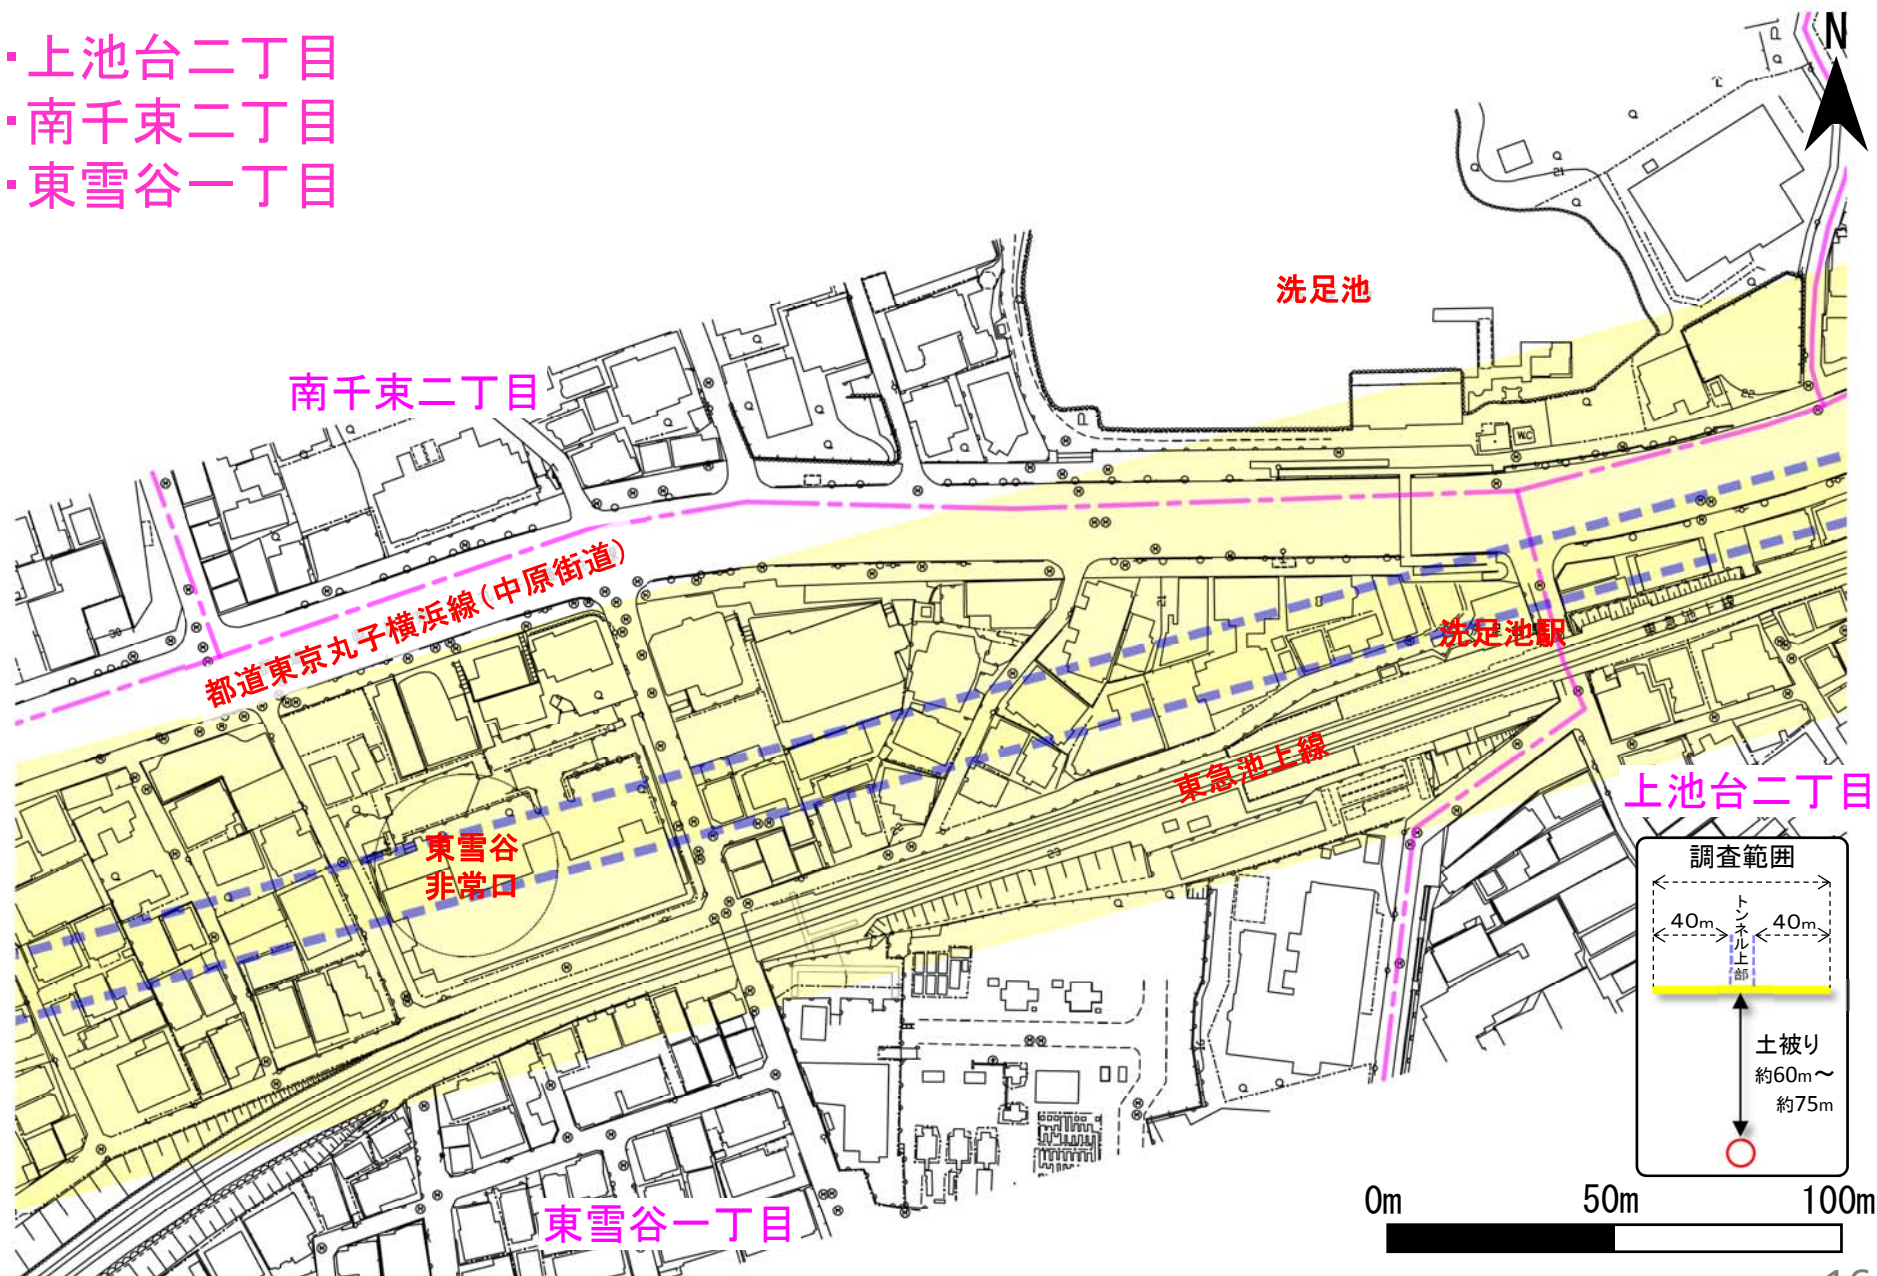 ・上池台二丁目
・南千束二丁目
・東雪谷一丁目
N
洗足池
南千束二丁目
WC
都道東京丸子横浜線(中原街道)
洗足池駅
東急池上線
東雪谷
非常口
上池台二丁目
調査範囲
40m
トンネル上部
40m
土被り
約60m~
約75m
東雪谷一丁目
0m 50m 100m